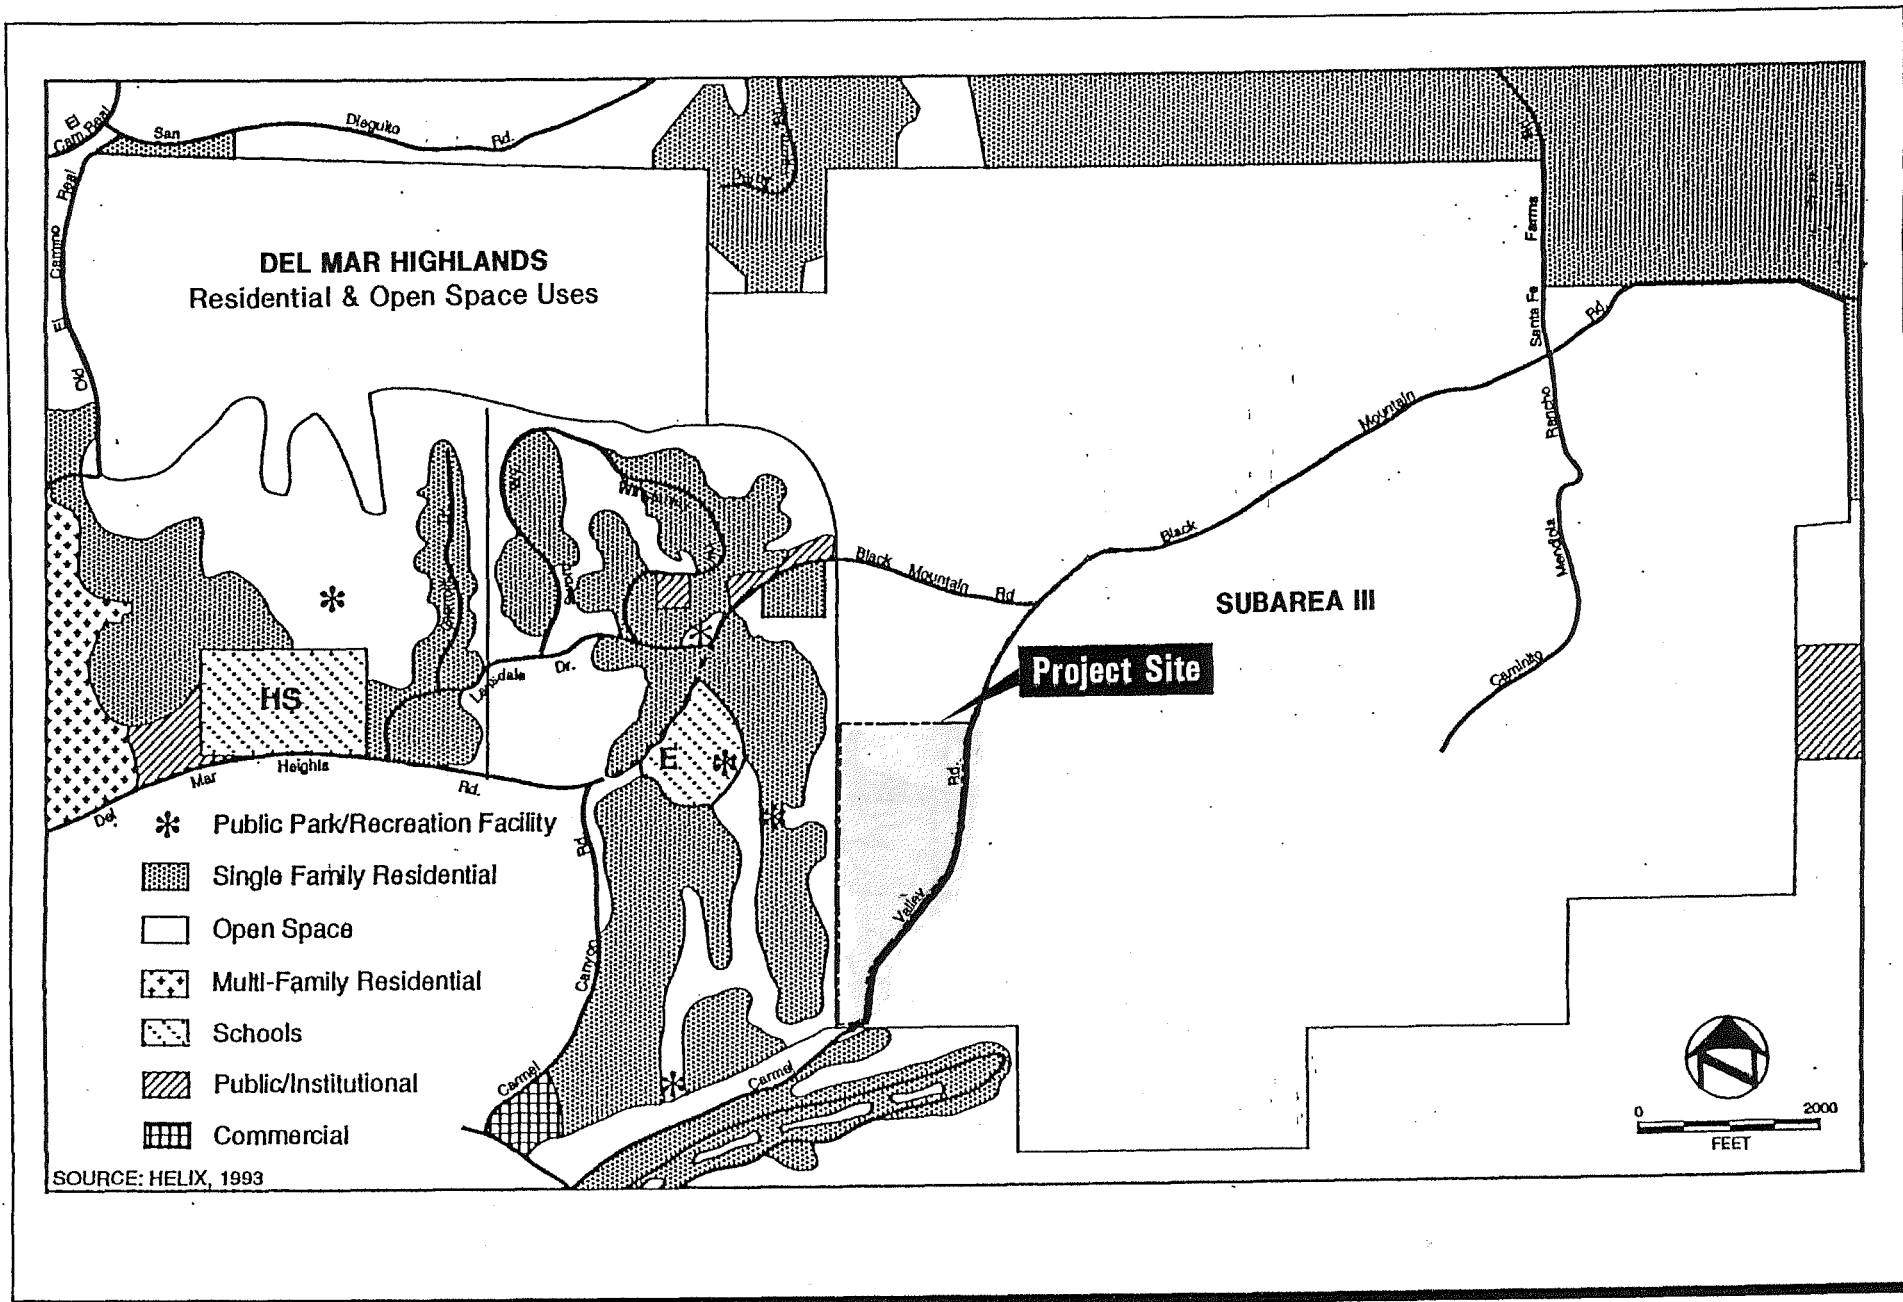 El
Cam. Real
San Dieguito Rd.
El Camino Real
Old
DEL MAR HIGHLANDS
Residential & Open Space Uses
Santa Fe Farms Rd.
Black Mountain Rd.
Rancho
Black Mountain Rd.
SUBAREA III
Caminito Mendiola
Project Site
Lansdale Dr.
HS
E
Del Mar Heights Rd.
Carmel Canyon Rd.
Carmel Valley Rd.
Public Park/Recreation Facility
Single Family Residential
Open Space
Multi-Family Residential
Schools
Public/Institutional
Commercial
SOURCE: HELIX, 1993
0 2000
FEET